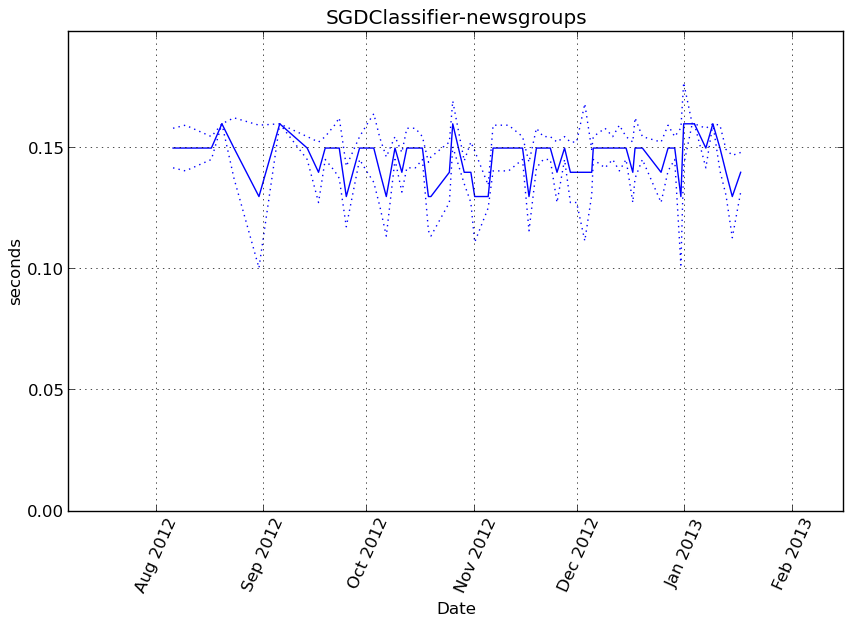 SGDClassifier-newsgroups
seconds
0.15
0.10
0.05
0.00
Aug 2012
Sep 2012
Oct 2012
Nov 2012
Dec 2012
Jan 2013
Feb 2013
Date